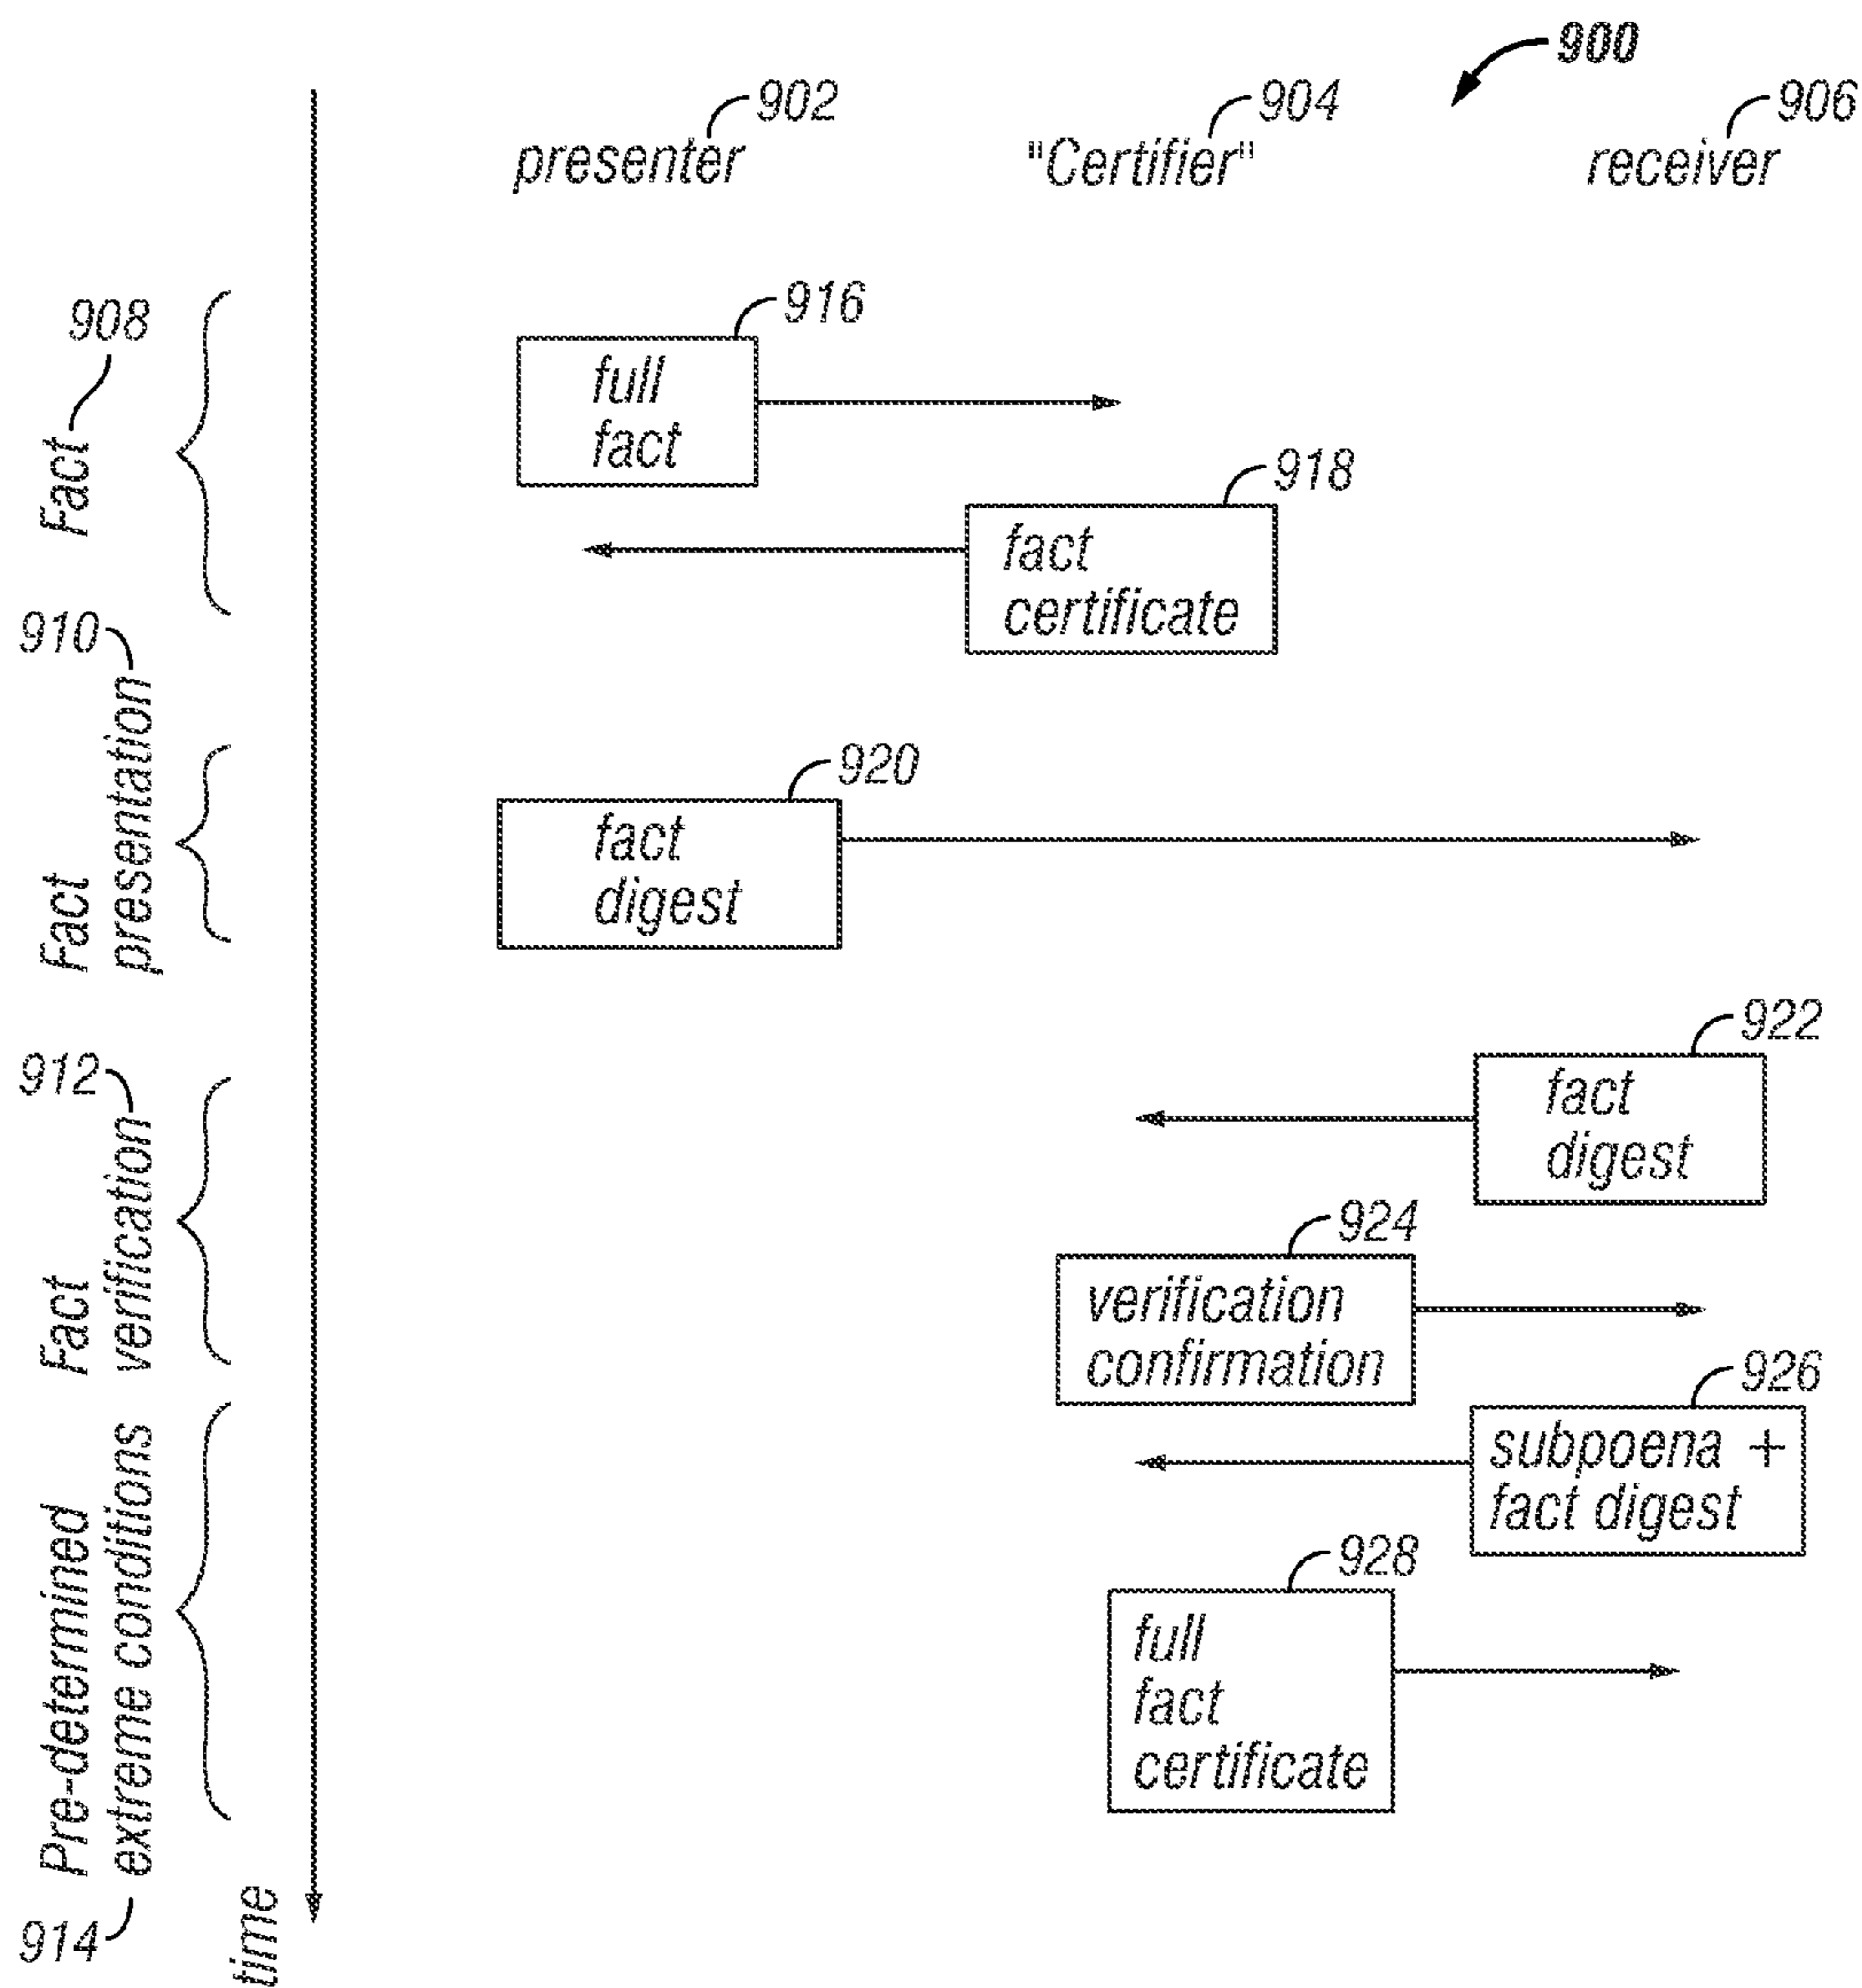 900
902
904
906
presenter
"Certifier"
receiver
908
Fact
916
full
fact
918
fact
certificate
910
Fact
presentation
920
fact
digest
912
Fact
verification
922
fact
digest
924
verification
confirmation
914
Pre-determined
extreme conditions
926
subpoena +
fact digest
928
full
fact
certificate
time